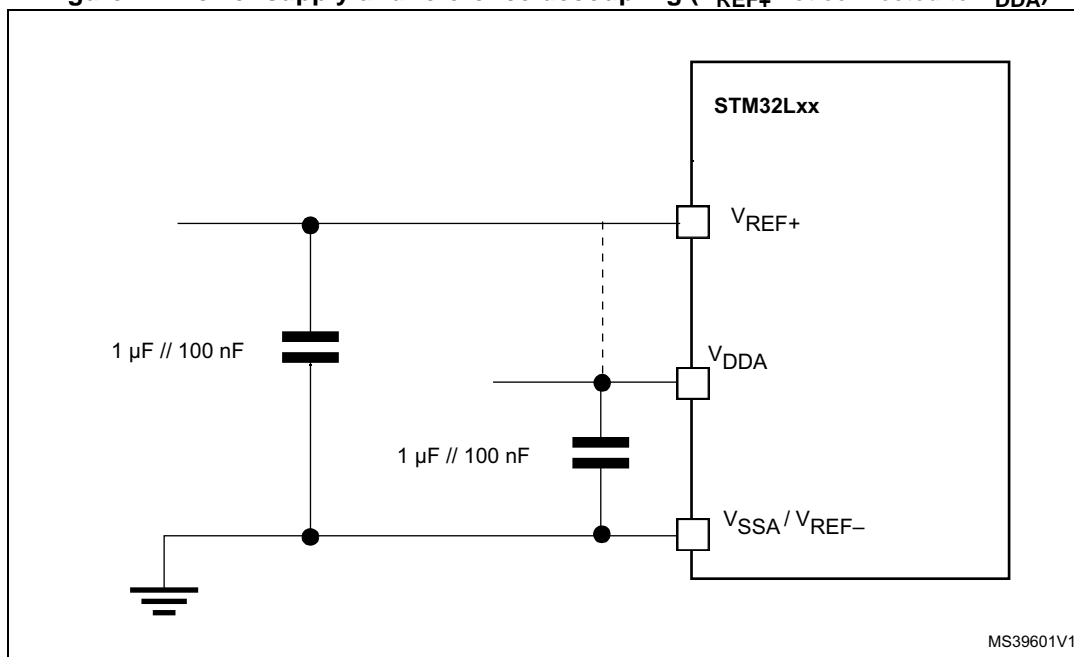 STM32Lxx
VREF+
1 µF // 100 nF
VDDA
1 µF // 100 nF
VSSA / VREF–
MS39601V1